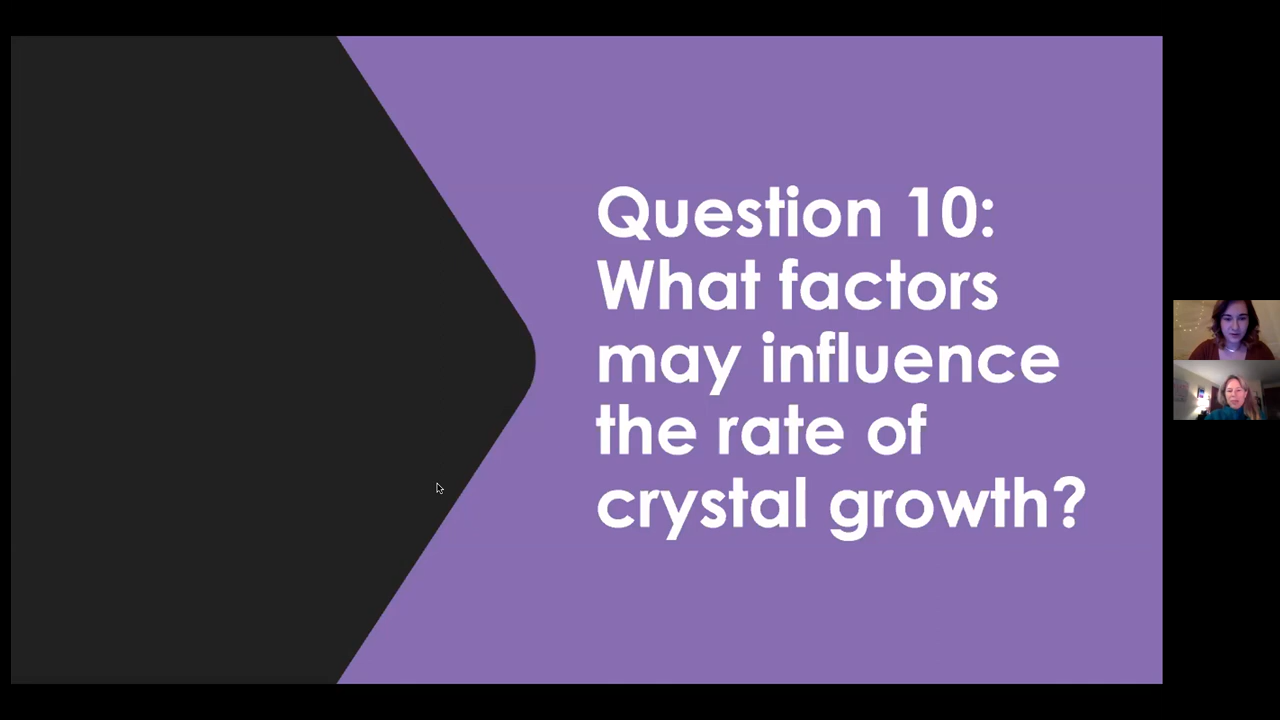 Question 10:
What factors
may influence
the rate of
crystal growth?